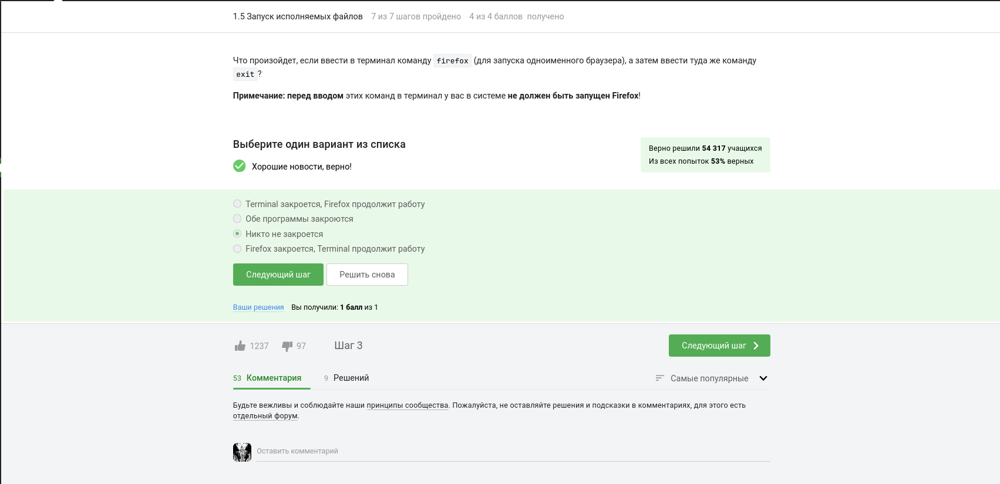 1.5 Запуск исполняемых файлов 7 из 7 шагов пройдено 4 из 4 баллов получено
Что произойдет, если ввести в терминал команду firefox (для запуска одноименного браузера), а затем ввести туда же команду
exit ?
Примечание: перед вводом этих команд в терминал у вас в системе не должен быть запущен Firefox!
Выберите один вариант из списка
Верно решили 54 317 учащихся
Из всех попыток 53% верных
Хорошие новости, верно!
Terminal закроется, Firefox продолжит работу
Обе программы закроются
Никто не закроется
Firefox закроется, Terminal продолжит работу
Следующий шаг Решить снова
Ваши решения Вы получили: 1 балл из 1
1237 97 Шаг 3 Следующий шаг
53 Комментария 9 Решений Самые популярные
Будьте вежливы и соблюдайте наши принципы сообщества. Пожалуйста, не оставляйте решения и подсказки в комментариях, для этого есть
отдельный форум.
Оставить комментарий